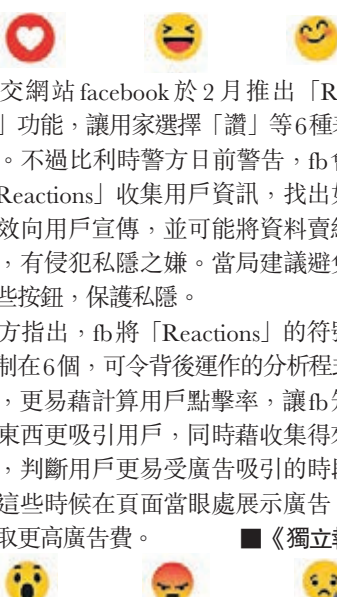 交網站facebook於2月推出「R
」功能，讓用家選擇「讚」等6種
。不過比利時警方日前警告，fb
Reactions」收集用戶資訊，找出
效向用戶宣傳，並可能將資料賣
，有侵犯私隱之嫌。當局建議避
些按鈕，保護私隱。
方指出，fb將「Reactions」的符
制在6個，可令背後運作的分析程
，更易藉計算用戶點擊率，讓fb
東西更吸引用戶，同時藉收集得
，判斷用戶更易受廣告吸引的時
這些時候在頁面當眼處展示廣告
取更高廣告費。 ■《獨立